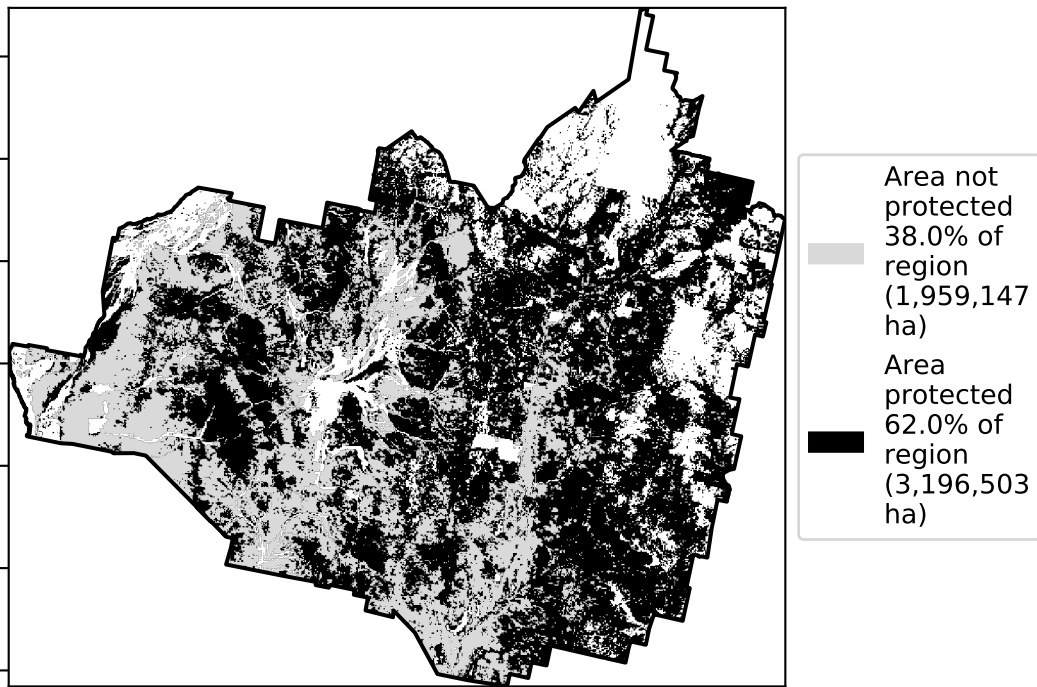 Area not
protected
38.0% of
region
(1,959,147
ha)
Area
protected
62.0% of
region
(3,196,503
ha)